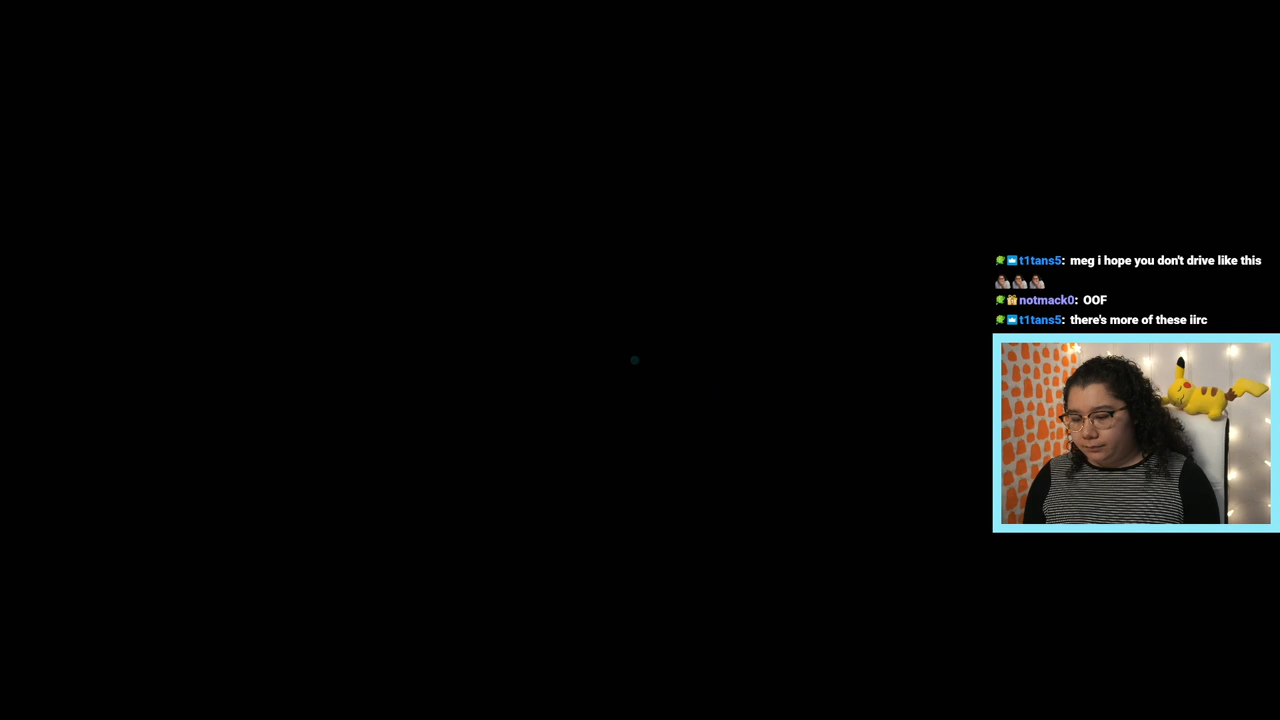 t1tans5: meg i hope you don't drive like this
notmack0: OOF
t1tans5: there's more of these iirc